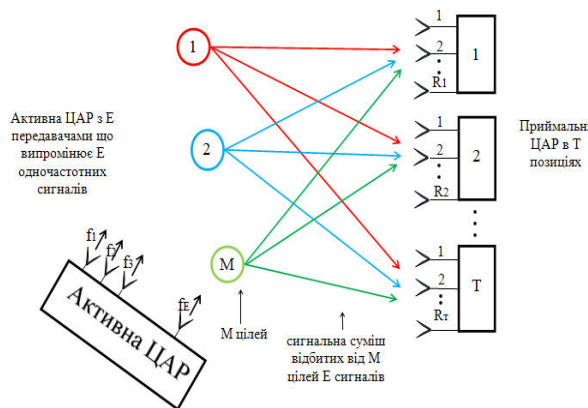 Активна ЦАР з E
передавачами що
випромінює E
одночастотних
сигналів
f1
f2
f3
fE
Активна ЦАР
1
2
M
М цілей
сигнальна суміш
відбитих від М
цілей E сигналів
1
2
R1
1
1
2
R2
2
1
2
Rт
T
Приймальні
ЦАР в T
позиціях